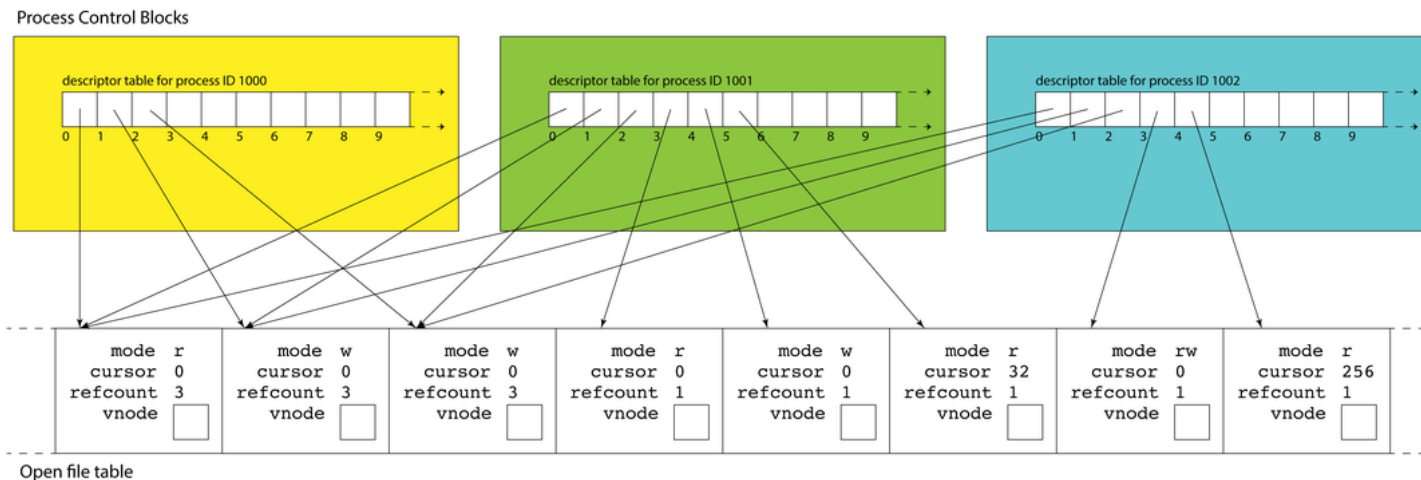 Process Control Blocks
descriptor table for process ID 1000
0 1 2 3 4 5 6 7 8 9
descriptor table for process ID 1001
0 1 2 3 4 5 6 7 8 9
descriptor table for process ID 1002
0 1 2 3 4 5 6 7 8 9
mode r
cursor 0
refcount 3
vnode
mode w
cursor 0
refcount 3
vnode
mode w
cursor 0
refcount 3
vnode
mode r
cursor 0
refcount 1
vnode
mode w
cursor 0
refcount 1
vnode
mode r
cursor 32
refcount 1
vnode
mode rw
cursor 0
refcount 1
vnode
mode r
cursor 256
refcount 1
vnode
Open file table